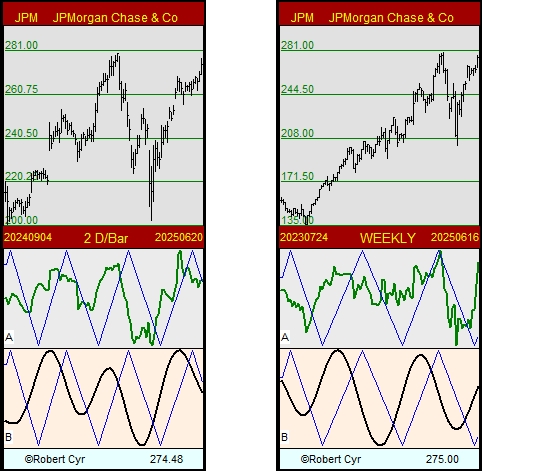 JPM JPMorgan Chase & Co
281.00
260.75
240.50
220.2
200.00
20240904 2 D/Bar 20250620
A
B
©Robert Cyr 274.48
JPM JPMorgan Chase & Co
281.00
244.50
208.00
171.50
135.
20230724 WEEKLY 20250616
A
B
©Robert Cyr 275.00